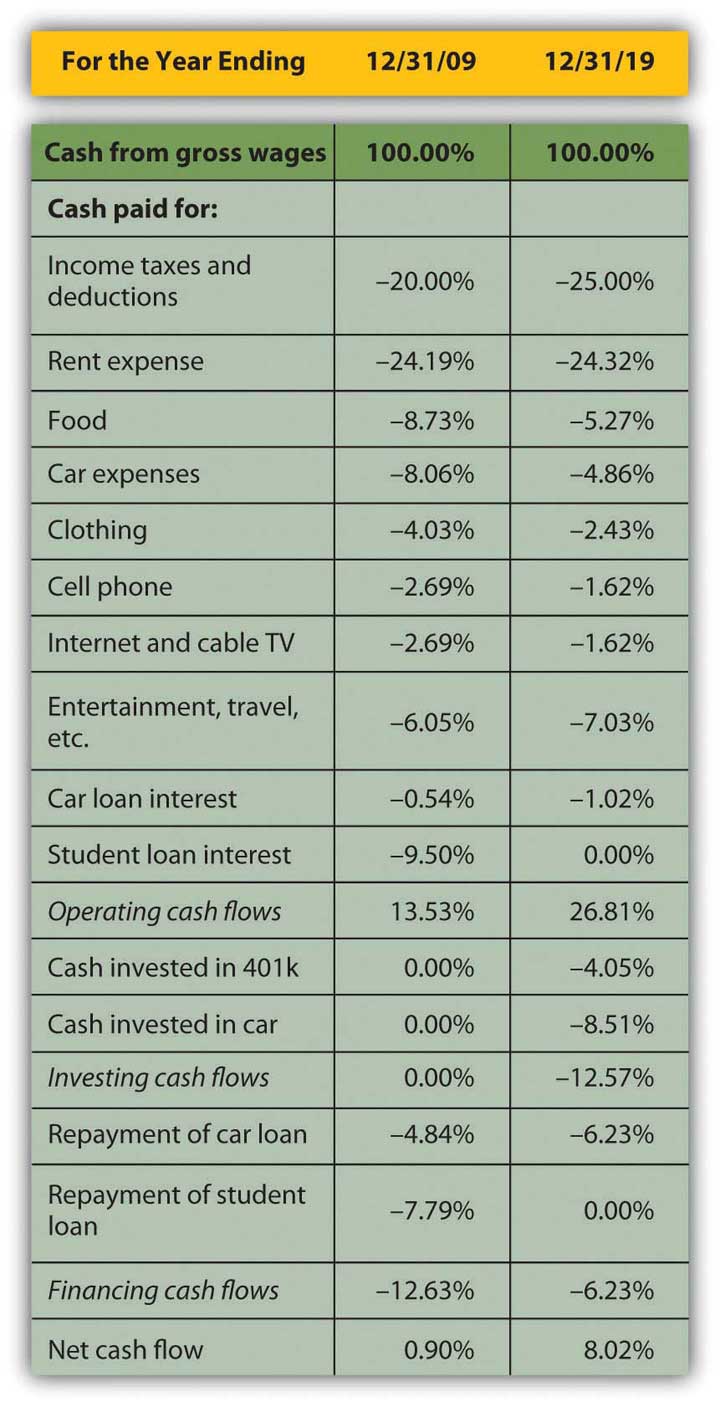 For the Year Ending 12/31/09 12/31/19
Cash from gross wages 100.00% 100.00%
Cash paid for:
Income taxes and
deductions –20.00% –25.00%
Rent expense –24.19% –24.32%
Food –8.73% –5.27%
Car expenses –8.06% –4.86%
Clothing –4.03% –2.43%
Cell phone –2.69% –1.62%
Internet and cable TV –2.69% –1.62%
Entertainment, travel,
etc. –6.05% –7.03%
Car loan interest –0.54% –1.02%
Student loan interest –9.50% 0.00%
Operating cash flows 13.53% 26.81%
Cash invested in 401k 0.00% –4.05%
Cash invested in car 0.00% –8.51%
Investing cash flows 0.00% –12.57%
Repayment of car loan –4.84% –6.23%
Repayment of student
loan –7.79% 0.00%
Financing cash flows –12.63% –6.23%
Net cash flow 0.90% 8.02%